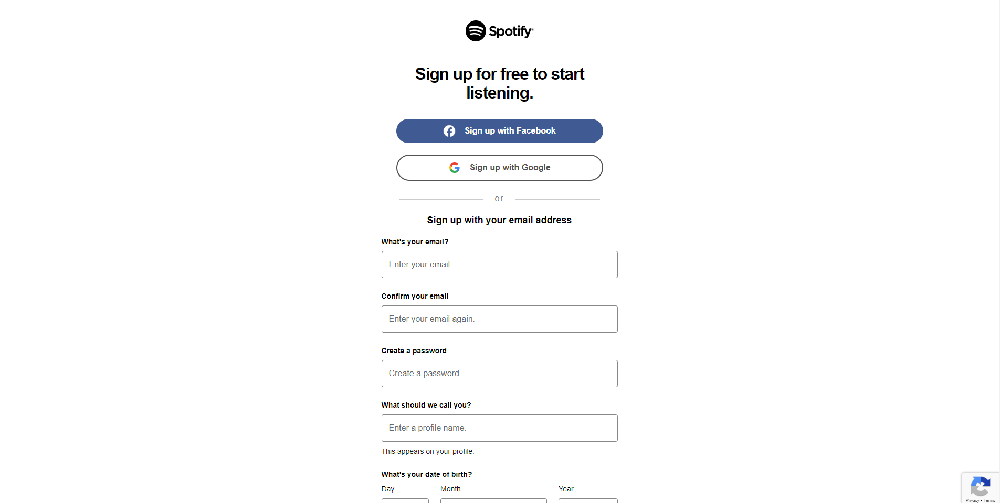 Spotify
Sign up for free to start
listening.
Sign up with Facebook
Sign up with Google
or
Sign up with your email address
What's your email?
Enter your email.
Confirm your email
Enter your email again.
Create a password
Create a password.
What should we call you?
Enter a profile name.
This appears on your profile.
What's your date of birth?
Day Month Year
Privacy - Terms